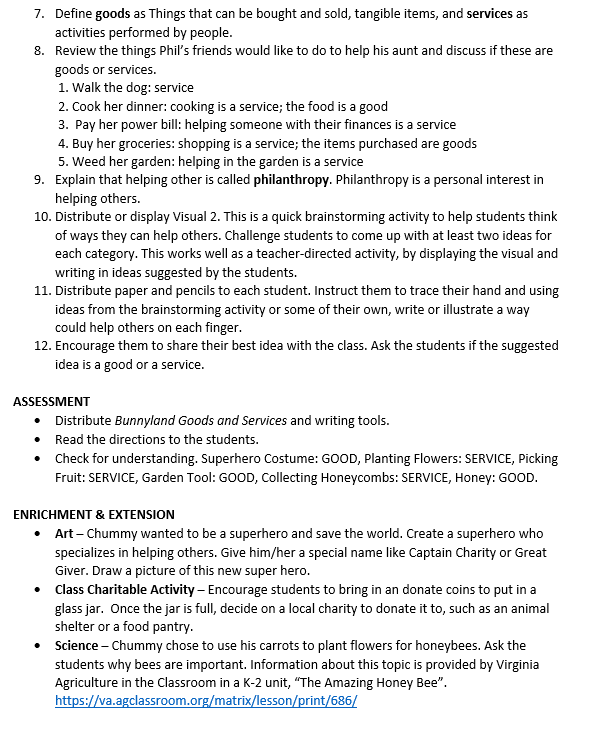 7. Define goods as Things that can be bought and sold, tangible items, and services as
activities performed by people.
8. Review the things Phil's friends would like to do to help his aunt and discuss if these are
goods or services.
1. Walk the dog: service
2. Cook her dinner: cooking is a service; the food is a good
3. Pay her power bill: helping someone with their finances is a service
4. Buy her groceries: shopping is a service; the items purchased are goods
5. Weed her garden: helping in the garden is a service
9. Explain that helping other is called philanthropy. Philanthropy is a personal interest in
helping others.
10. Distribute or display Visual 2. This is a quick brainstorming activity to help students think
of ways they can help others. Challenge students to come up with at least two ideas for
each category. This works well as a teacher-directed activity, by displaying the visual and
writing in ideas suggested by the students.
11. Distribute paper and pencils to each student. Instruct them to trace their hand and using
ideas from the brainstorming activity or some of their own, write or illustrate a way
could help others on each finger.
12. Encourage them to share their best idea with the class. Ask the students if the suggested
idea is a good or a service.
ASSESSMENT
• Distribute Bunnyland Goods and Services and writing tools.
• Read the directions to the students.
• Check for understanding. Superhero Costume: GOOD, Planting Flowers: SERVICE, Picking
Fruit: SERVICE, Garden Tool: GOOD, Collecting Honeycombs: SERVICE, Honey: GOOD.
ENRICHMENT & EXTENSION
• Art – Chummy wanted to be a superhero and save the world. Create a superhero who
specializes in helping others. Give him/her a special name like Captain Charity or Great
Giver. Draw a picture of this new super hero.
• Class Charitable Activity – Encourage students to bring in an donate coins to put in a
glass jar. Once the jar is full, decide on a local charity to donate it to, such as an animal
shelter or a food pantry.
• Science – Chummy chose to use his carrots to plant flowers for honeybees. Ask the
students why bees are important. Information about this topic is provided by Virginia
Agriculture in the Classroom in a K-2 unit, "The Amazing Honey Bee".
https://va.agclassroom.org/matrix/lesson/print/686/